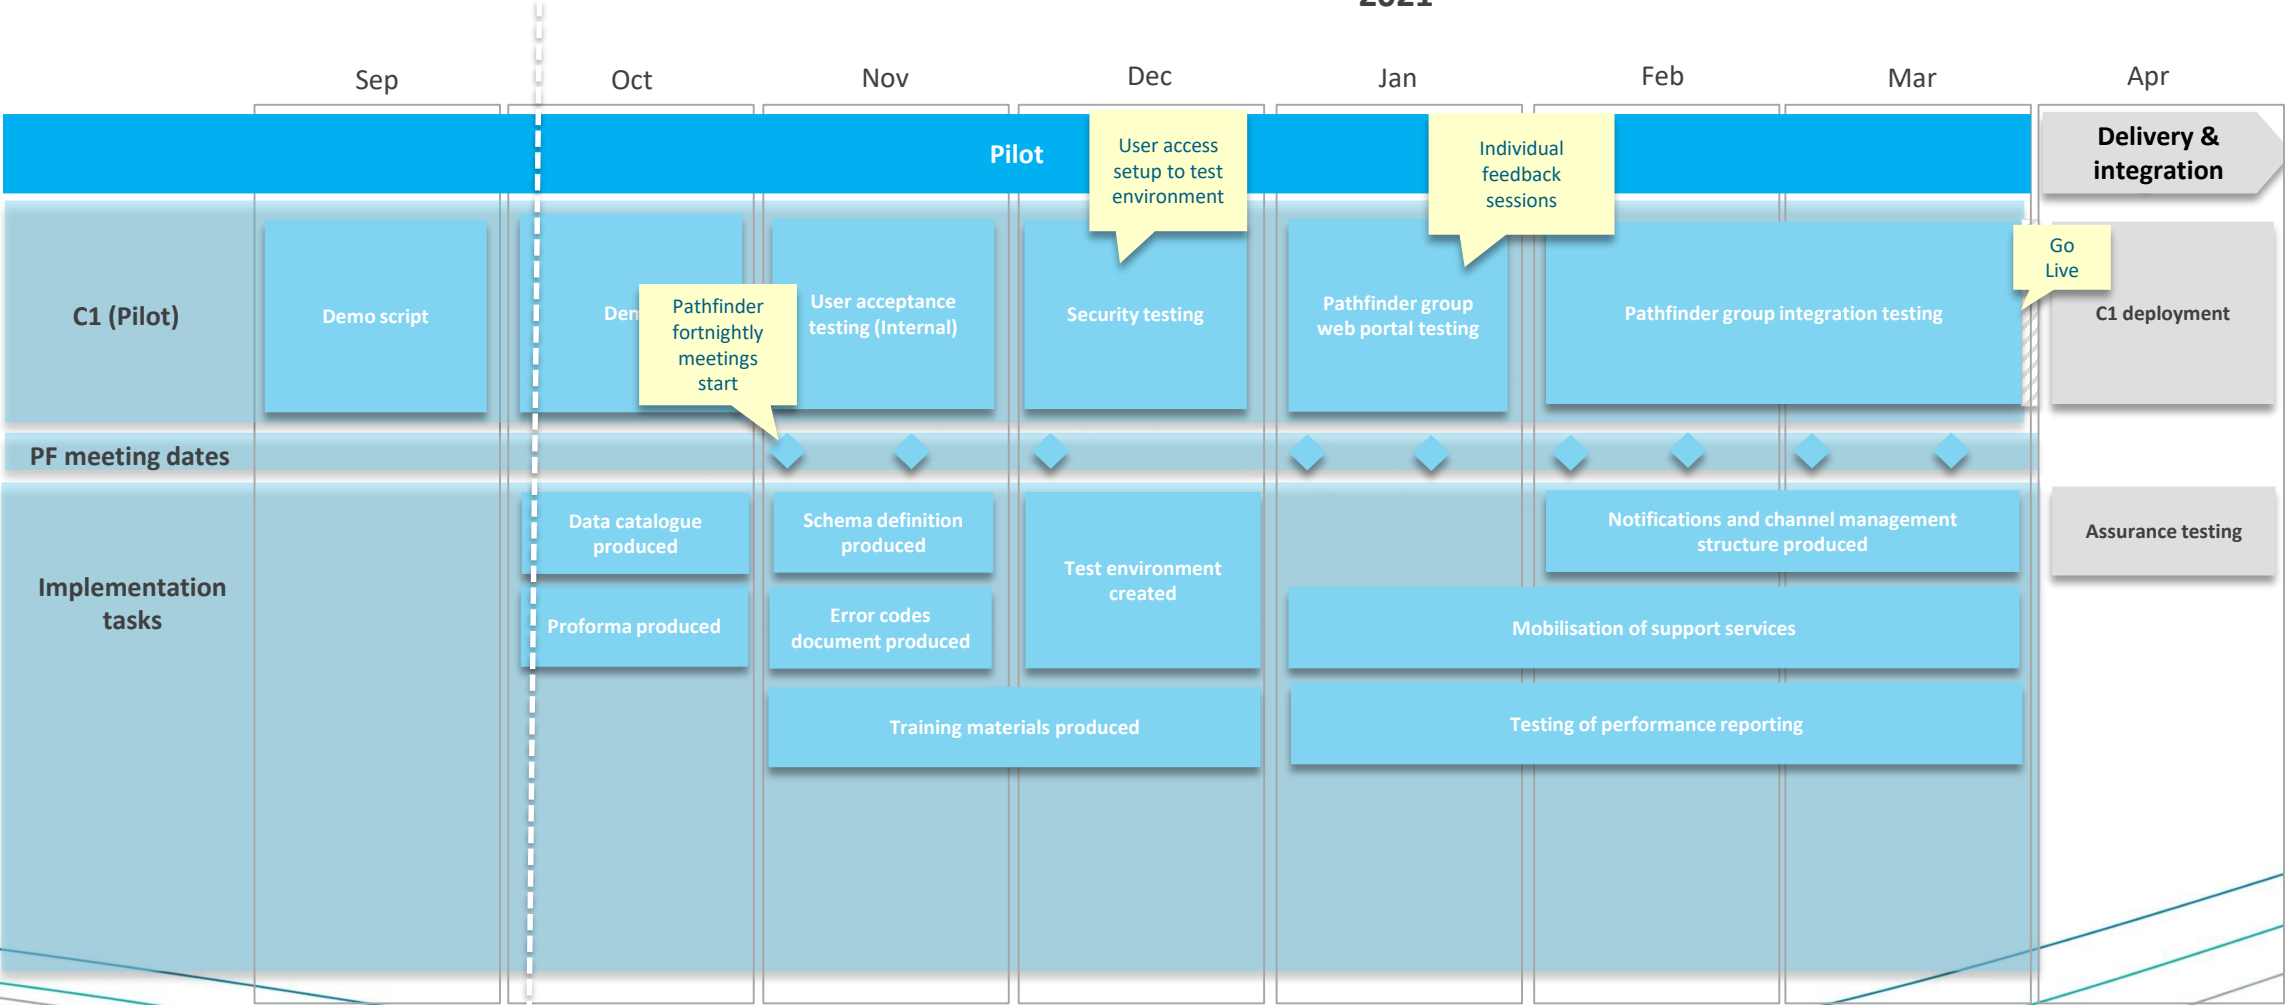 Sep Oct Nov Dec Jan Feb Mar Apr
Pilot
Delivery &
integration
User access
setup to test
environment
Individual
feedback
sessions
Go
Live
C1 (Pilot)
Demo script
Pathfinder
fortnightly
meetings
start
User acceptance
testing (Internal)
Security testing
Pathfinder group
web portal testing
Pathfinder group integration testing
C1 deployment
PF meeting dates
Implementation
tasks
Data catalogue
produced
Schema definition
produced
Test environment
created
Notifications and channel management
structure produced
Assurance testing
Proforma produced
Error codes
document produced
Mobilisation of support services
Training materials produced
Testing of performance reporting